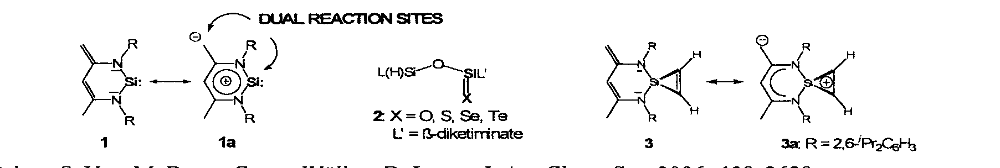 DUAL REACTION SITES
R
N
Si:
N
R
1
⊖
R
N
⊕
Si:
N
R
1a
O
L(H)Si
SiL'
X
2: X = O, S, Se, Te
L' = ß-diketiminate
R
N
Si
N
R
H
H
3
⊖
R
N
Si
⊕
N
R
H
H
3a: R = 2,6-iPr2C6H3